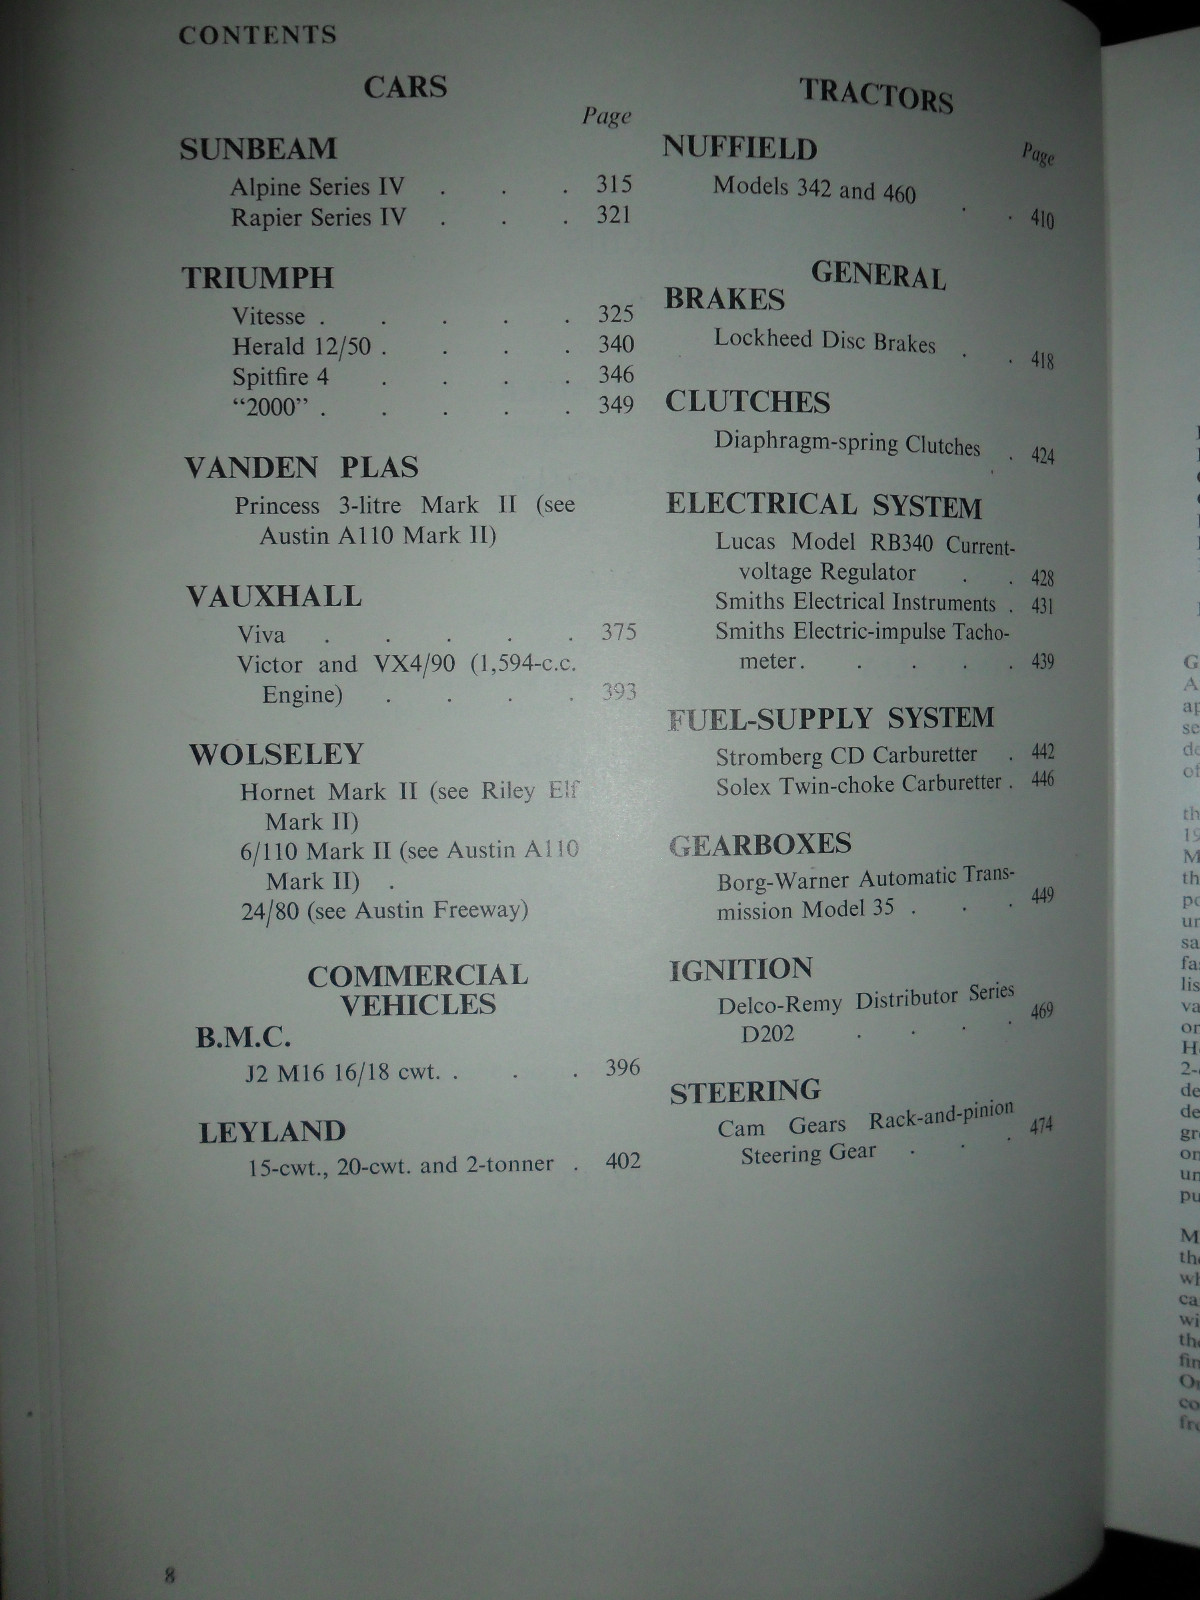 CONTENTS
CARS
Page
SUNBEAM
Alpine Series IV . . . 315
Rapier Series IV . . . 321
TRIUMPH
Vitesse . . . . . 325
Herald 12/50 . . . . 340
Spitfire 4 . . . . 346
“2000” . . . . . 349
VANDEN PLAS
Princess 3-litre Mark II (see
Austin A110 Mark II)
VAUXHALL
Viva . . . . . 375
Victor and VX4/90 (1,594-c.c.
Engine) . . . . 393
WOLSELEY
Hornet Mark II (see Riley Elf
Mark II)
6/110 Mark II (see Austin A110
Mark II) .
24/80 (see Austin Freeway)
COMMERCIAL
VEHICLES
B.M.C.
J2 M16 16/18 cwt. . . . 396
LEYLAND
15-cwt., 20-cwt. and 2-tonner . 402
TRACTORS
Page
NUFFIELD
Models 342 and 460 . . 410
GENERAL
BRAKES
Lockheed Disc Brakes . . 418
CLUTCHES
Diaphragm-spring Clutches . 424
ELECTRICAL SYSTEM
Lucas Model RB340 Current-
voltage Regulator . . 428
Smiths Electrical Instruments . 431
Smiths Electric-impulse Tacho-
meter . . . . . 439
FUEL-SUPPLY SYSTEM
Stromberg CD Carburetter . 442
Solex Twin-choke Carburetter . 446
GEARBOXES
Borg-Warner Automatic Trans-
mission Model 35 . . . 449
IGNITION
Delco-Remy Distributor Series
D202 . . . . 469
STEERING
Cam Gears Rack-and-pinion
Steering Gear . . . 474
8